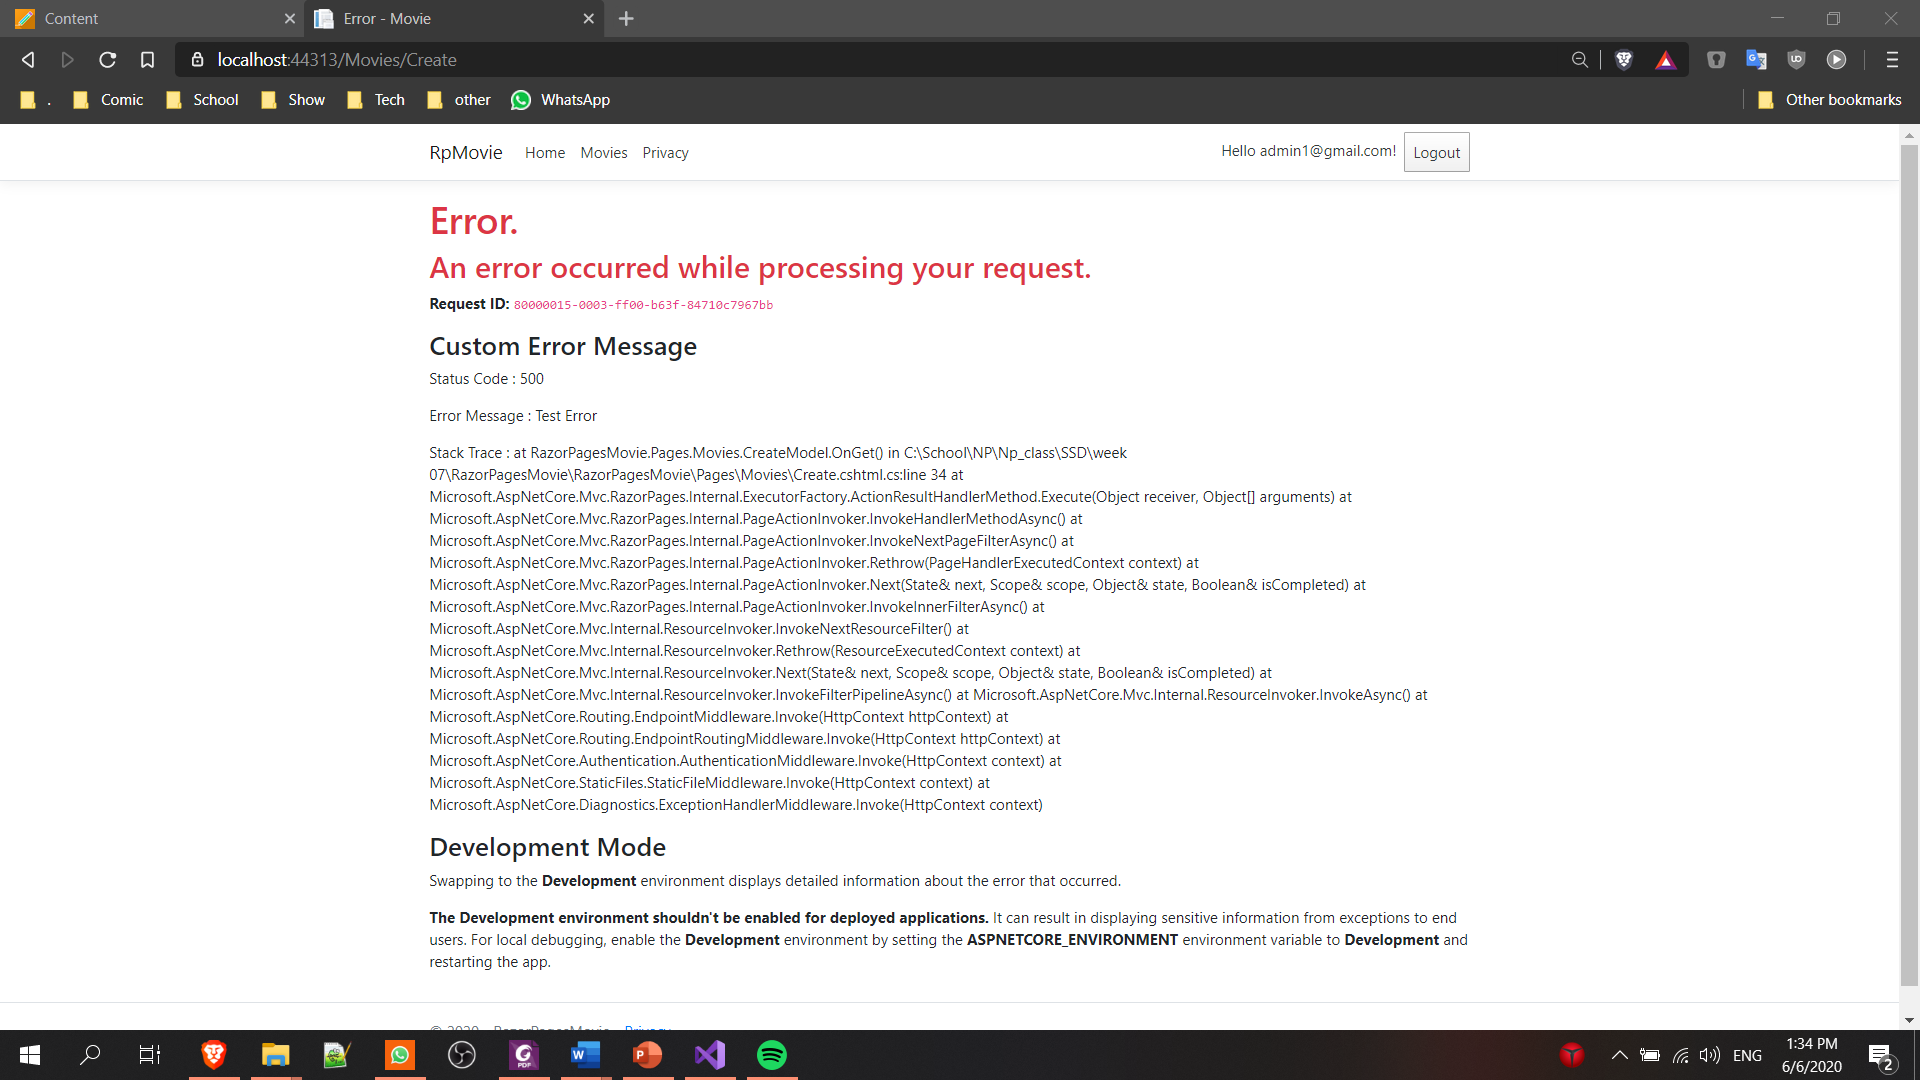 Content
Error - Movie
localhost:44313/Movies/Create
.
Comic
School
Show
Tech
other
WhatsApp
Other bookmarks
RpMovie
Home
Movies
Privacy
Hello admin1@gmail.com!
Logout
Error.
An error occurred while processing your request.
Request ID: 80000015-0003-ff00-b63f-84710c7967bb
Custom Error Message
Status Code : 500
Error Message : Test Error
Stack Trace : at RazorPagesMovie.Pages.Movies.CreateModel.OnGet() in C:\School\NP\Np_class\SSD\week
07\RazorPagesMovie\RazorPagesMovie\Pages\Movies\Create.cshtml.cs:line 34 at
Microsoft.AspNetCore.Mvc.RazorPages.Internal.ExecutorFactory.ActionResultHandlerMethod.Execute(Object receiver, Object[] arguments) at
Microsoft.AspNetCore.Mvc.RazorPages.Internal.PageActionInvoker.InvokeHandlerMethodAsync() at
Microsoft.AspNetCore.Mvc.RazorPages.Internal.PageActionInvoker.InvokeNextPageFilterAsync() at
Microsoft.AspNetCore.Mvc.RazorPages.Internal.PageActionInvoker.Rethrow(PageHandlerExecutedContext context) at
Microsoft.AspNetCore.Mvc.RazorPages.Internal.PageActionInvoker.Next(State& next, Scope& scope, Object& state, Boolean& isCompleted) at
Microsoft.AspNetCore.Mvc.RazorPages.Internal.PageActionInvoker.InvokeInnerFilterAsync() at
Microsoft.AspNetCore.Mvc.Internal.ResourceInvoker.InvokeNextResourceFilter() at
Microsoft.AspNetCore.Mvc.Internal.ResourceInvoker.Rethrow(ResourceExecutedContext context) at
Microsoft.AspNetCore.Mvc.Internal.ResourceInvoker.Next(State& next, Scope& scope, Object& state, Boolean& isCompleted) at
Microsoft.AspNetCore.Mvc.Internal.ResourceInvoker.InvokeFilterPipelineAsync() at Microsoft.AspNetCore.Mvc.Internal.ResourceInvoker.InvokeAsync() at
Microsoft.AspNetCore.Routing.EndpointMiddleware.Invoke(HttpContext httpContext) at
Microsoft.AspNetCore.Routing.EndpointRoutingMiddleware.Invoke(HttpContext httpContext) at
Microsoft.AspNetCore.Authentication.AuthenticationMiddleware.Invoke(HttpContext context) at
Microsoft.AspNetCore.StaticFiles.StaticFileMiddleware.Invoke(HttpContext context) at
Microsoft.AspNetCore.Diagnostics.ExceptionHandlerMiddleware.Invoke(HttpContext context)
Development Mode
Swapping to the Development environment displays detailed information about the error that occurred.
The Development environment shouldn't be enabled for deployed applications. It can result in displaying sensitive information from exceptions to end
users. For local debugging, enable the Development environment by setting the ASPNETCORE_ENVIRONMENT environment variable to Development and
restarting the app.
© 2020 - RazorPagesMovie - Privacy
ENG
1:34 PM
6/6/2020
2